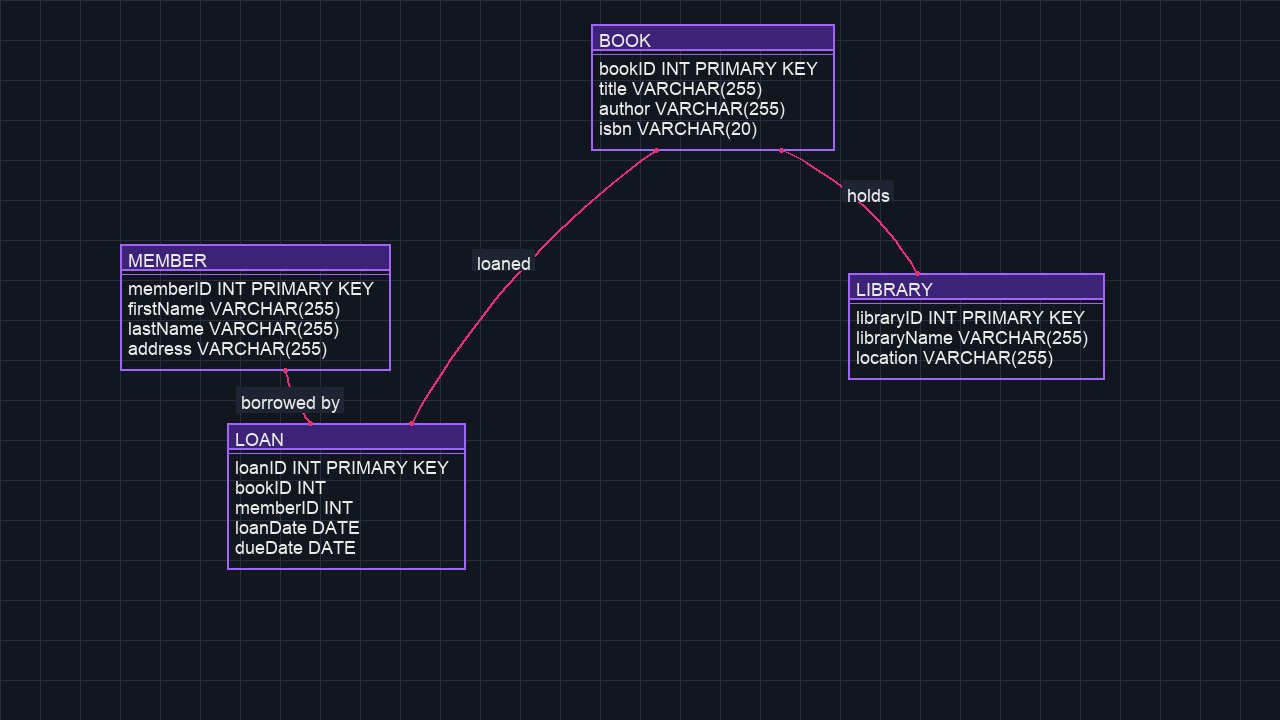 BOOK
bookID INT PRIMARY KEY
title VARCHAR(255)
author VARCHAR(255)
isbn VARCHAR(20)
holds
loaned
MEMBER
memberID INT PRIMARY KEY
firstName VARCHAR(255)
lastName VARCHAR(255)
address VARCHAR(255)
LIBRARY
libraryID INT PRIMARY KEY
libraryName VARCHAR(255)
location VARCHAR(255)
borrowed by
LOAN
loanID INT PRIMARY KEY
bookID INT
memberID INT
loanDate DATE
dueDate DATE